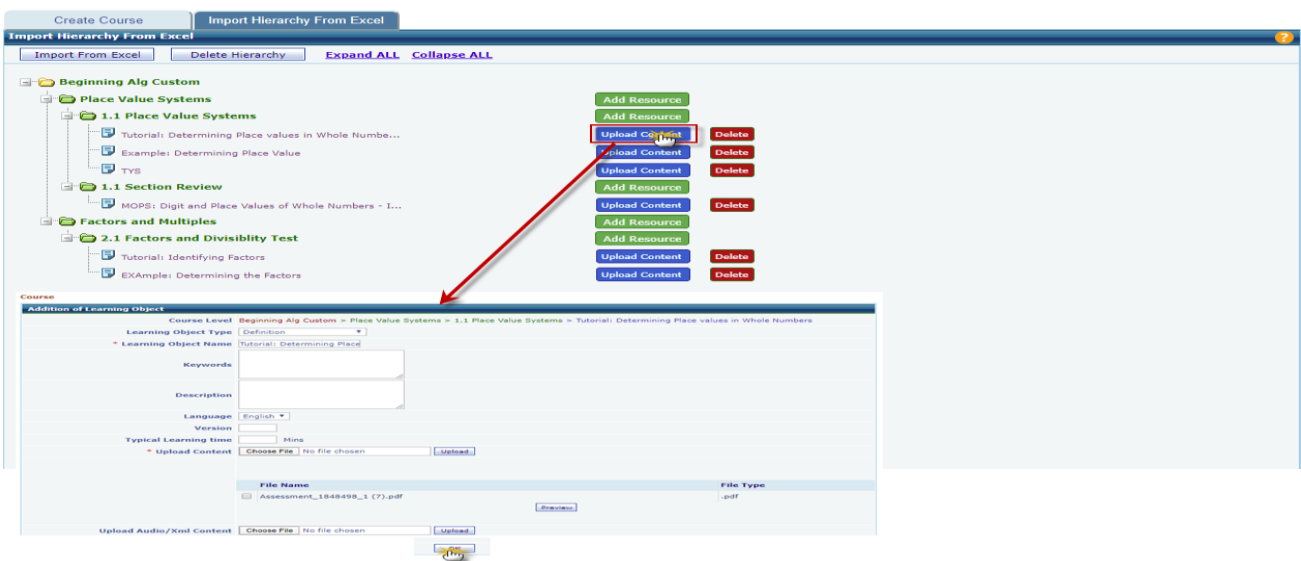 Create Course Import Hierarchy From Excel
Import Hierarchy From Excel ?
Import From Excel Delete Hierarchy Expand ALL Collapse ALL
Beginning Alg Custom
Place Value Systems Add Resource
1.1 Place Value Systems Add Resource
Tutorial: Determining Place values in Whole Numbe... Upload Content Delete
Example: Determining Place Value Upload Content Delete
TYS Upload Content Delete
1.1 Section Review Add Resource
MOPS: Digit and Place Values of Whole Numbers - I... Upload Content Delete
Factors and Multiples Add Resource
2.1 Factors and Divisiblity Test Add Resource
Tutorial: Identifying Factors Upload Content Delete
EXAmple: Determining the Factors Upload Content Delete
Course
Addition of Learning Object
Course Level Beginning Alg Custom > Place Value Systems > 1.1 Place Value Systems > Tutorial: Determining Place values in Whole Numbers
Learning Object Type Definition
* Learning Object Name Tutorial: Determining Place
Keywords
Description
Language English
Version
Typical Learning time Mins
* Upload Content Choose File No file chosen Upload
File Name File Type
Assessment_1848498_1 (7).pdf .pdf
Preview
Upload Audio/Xml Content Choose File No file chosen Upload